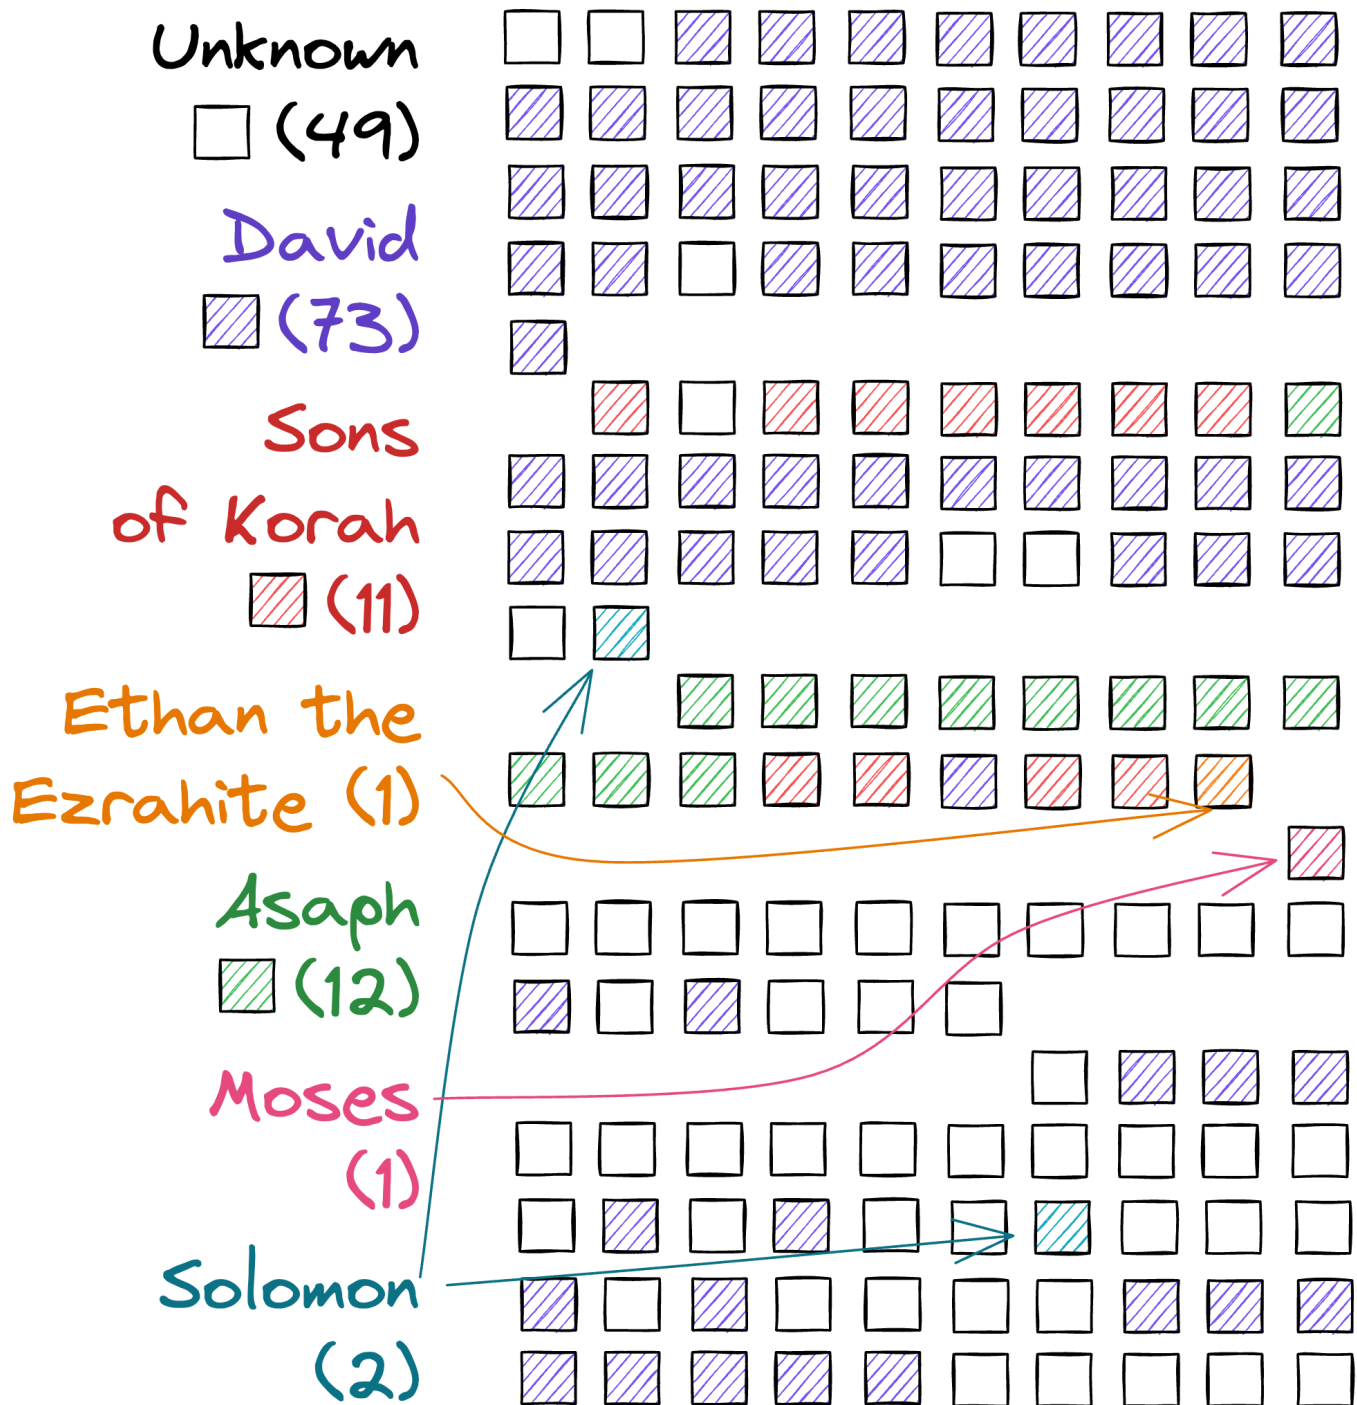 Unknown
(49)
David
(73)
Sons
of Korah
(11)
Ethan the
Ezrahite (1)
Asaph
(12)
Moses
(1)
Solomon
(2)